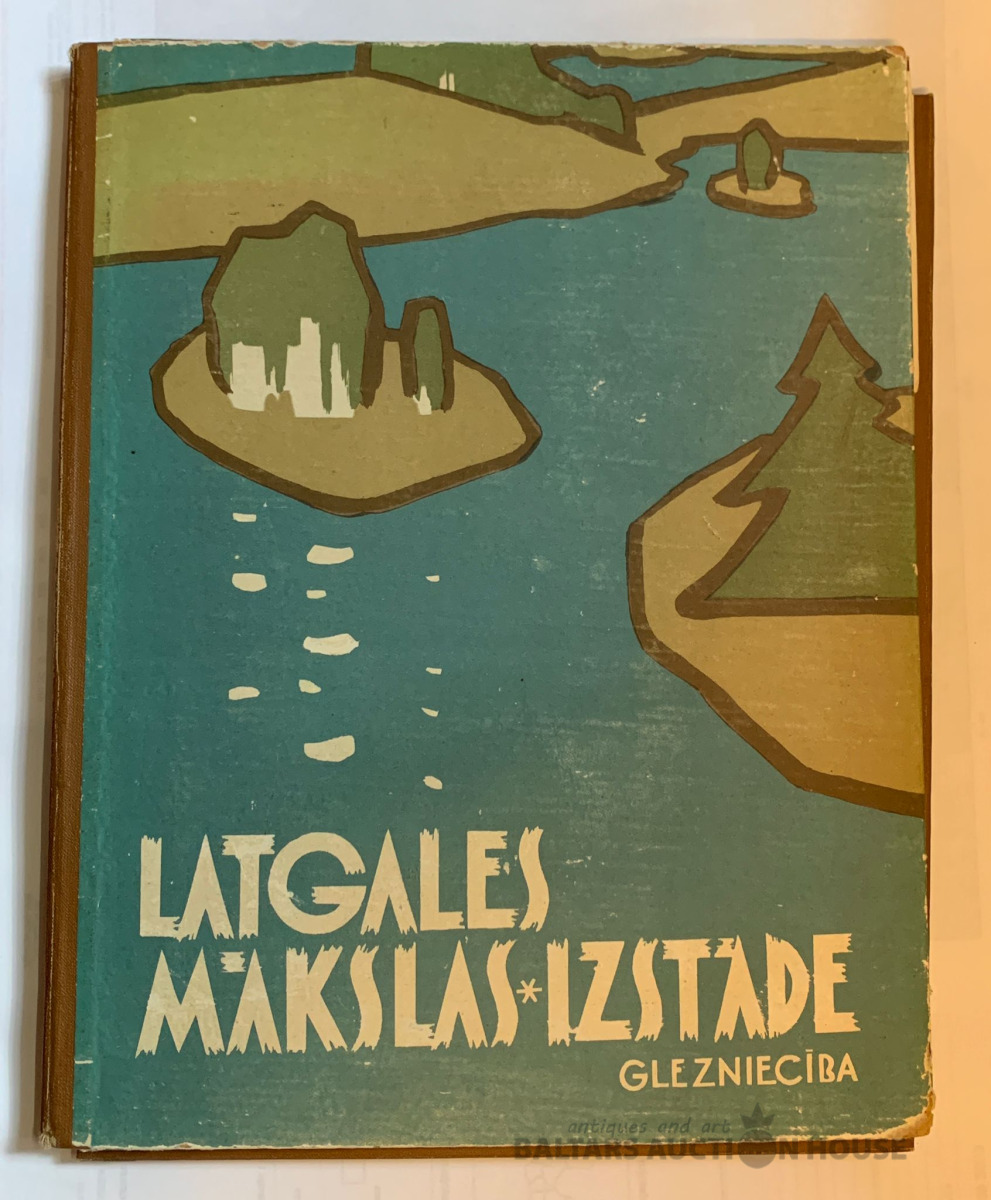 LATGALES
MĀKSLAS*IZSTĀDE
GLEZNIECĪBA
antiques and art
BALTARS AUCTION HOUSE